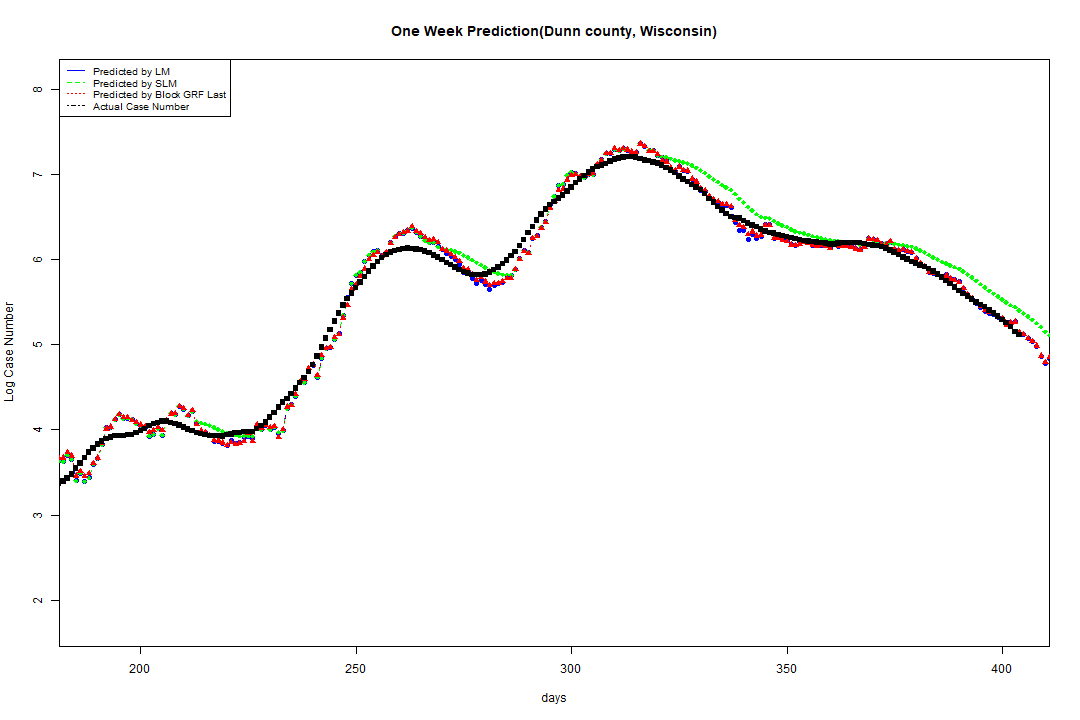 One Week Prediction(Dunn county, Wisconsin)
Predicted by LM
Predicted by SLM
Predicted by Block GRF Last
Actual Case Number
8
7
6
5
4
3
2
Log Case Number
200
250
300
350
400
days